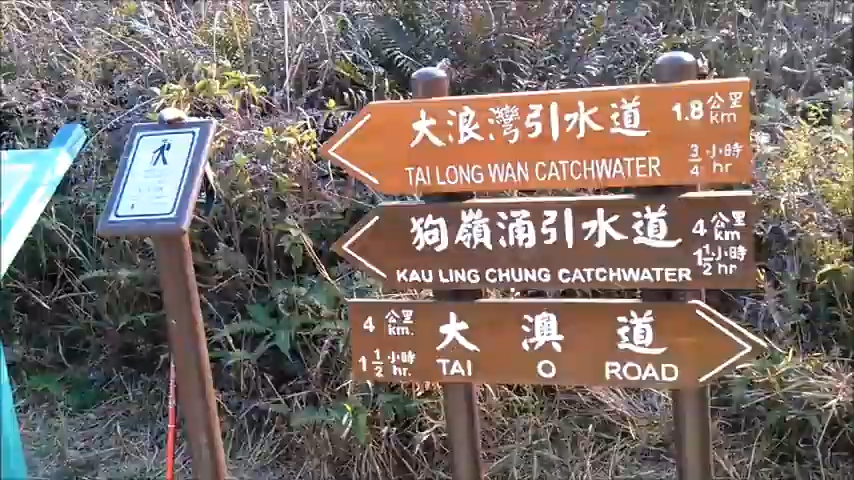 大浪灣引水道 1.8 公里 km
TAI LONG WAN CATCHWATER 3/4 小時 hr
狗嶺涌引水道 4 公里 km
KAU LING CHUNG CATCHWATER 1 1/2 小時 hr
4 公里 km. 大澳道
1 1/2 小時 hr. TAI O ROAD